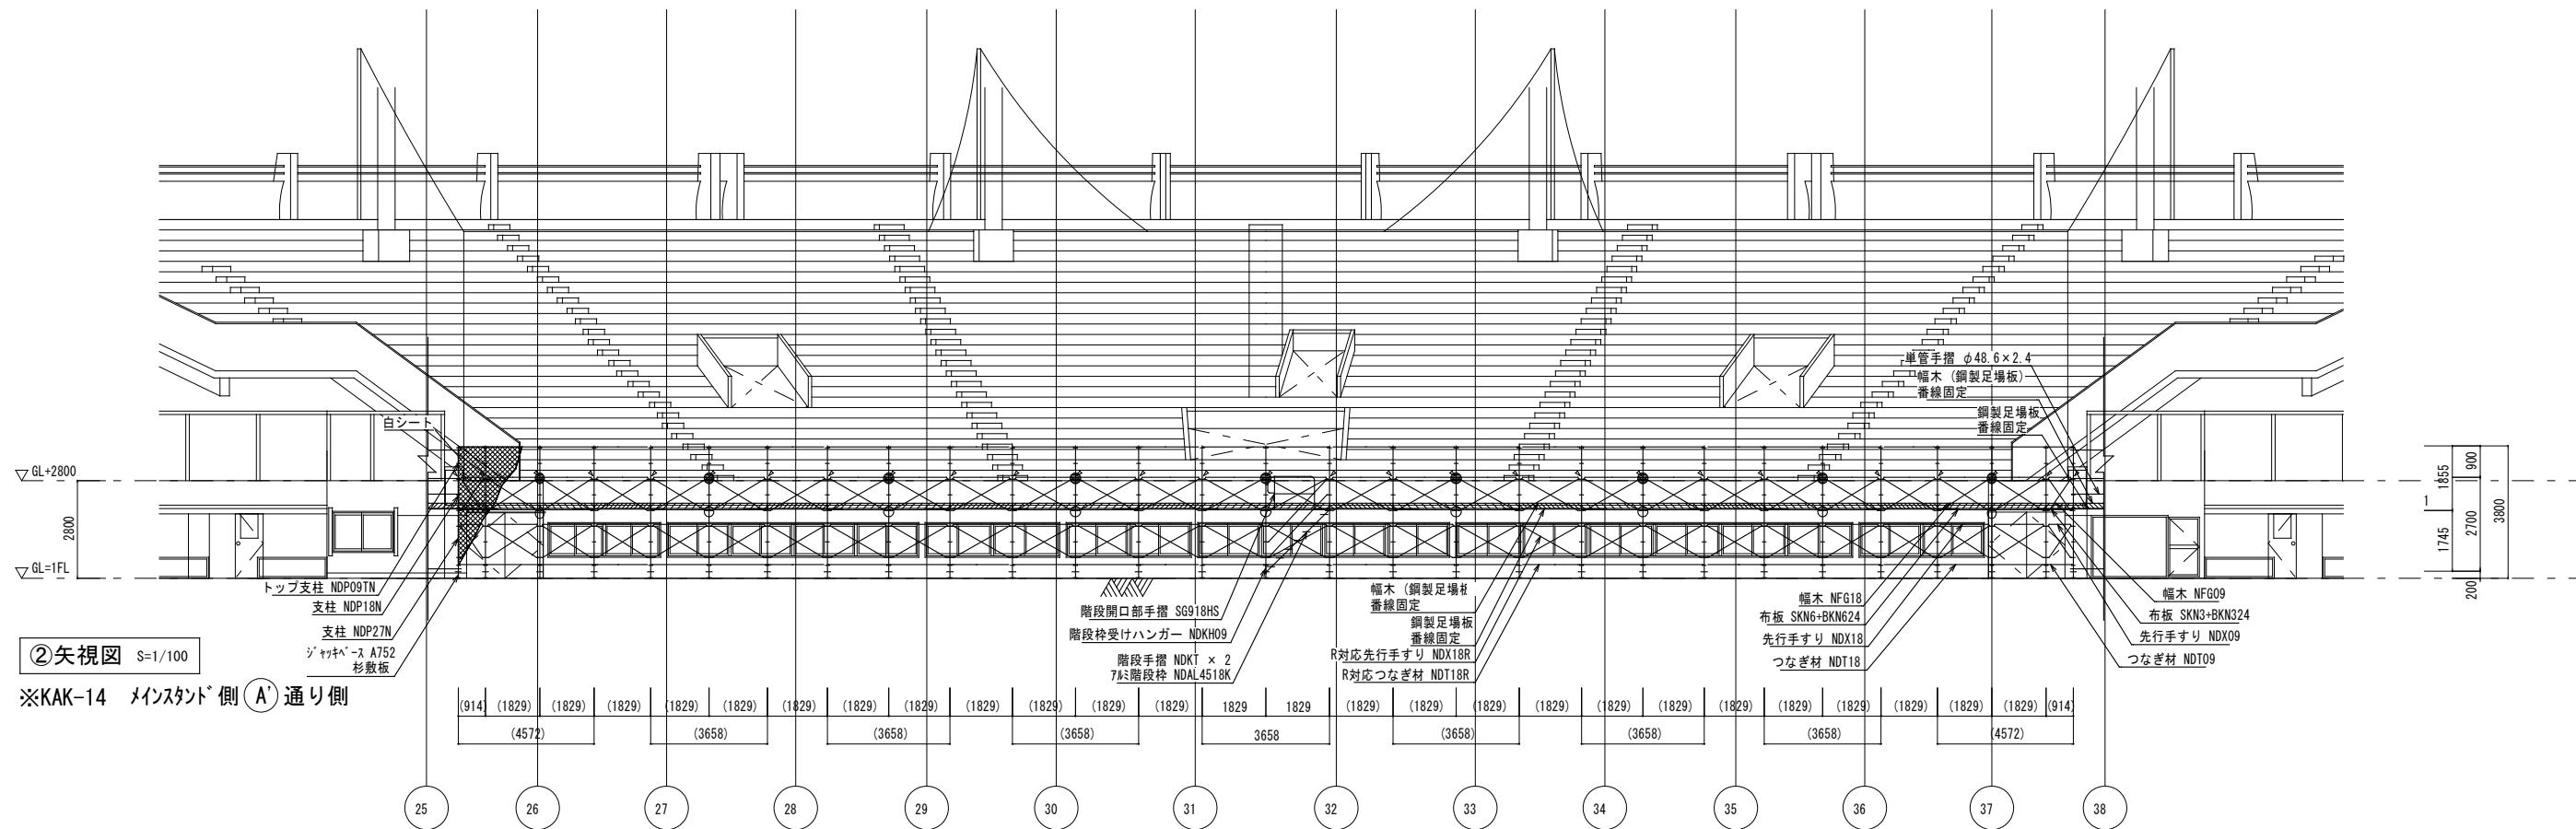 単管手摺 φ48.6×2.4
幅木 (鋼製足場板)
番線固定
鋼製足場板
番線固定
白シート
GL+2800
2800
GL=1FL
1855
900
1
1745
2700
3800
200
トップ支柱 NDP09TN
支柱 NDP18N
支柱 NDP27N
ｼﾞｬｯｷﾍﾞｰｽ A752
杉敷板
階段開口部手摺 SG918HS
階段枠受けハンガー NDKH09
階段手摺 NDKT × 2
ｱﾙﾐ階段枠 NDAL4518K
幅木 (鋼製足場板
番線固定
鋼製足場板
番線固定
R対応先行手すり NDX18R
R対応つなぎ材 NDT18R
幅木 NFG18
布板 SKN6+BKN624
先行手すり NDX18
つなぎ材 NDT18
幅木 NFG09
布板 SKN3+BKN324
先行手すり NDX09
つなぎ材 NDT09
②矢視図 S=1/100
※KAK-14 ﾒｲﾝｽﾀﾝﾄﾞ側 A' 通り側
(914) (1829) (1829) (1829) (1829) (1829) (1829) (1829) (1829) (1829) (1829) (1829) (1829) 1829 1829 (1829) (1829) (1829) (1829) (1829) (1829) (1829) (1829) (1829) (1829) (1829) (1829) (914)
(4572) (3658) (3658) (3658) 3658 (3658) (3658) (3658) (4572)
25 26 27 28 29 30 31 32 33 34 35 36 37 38